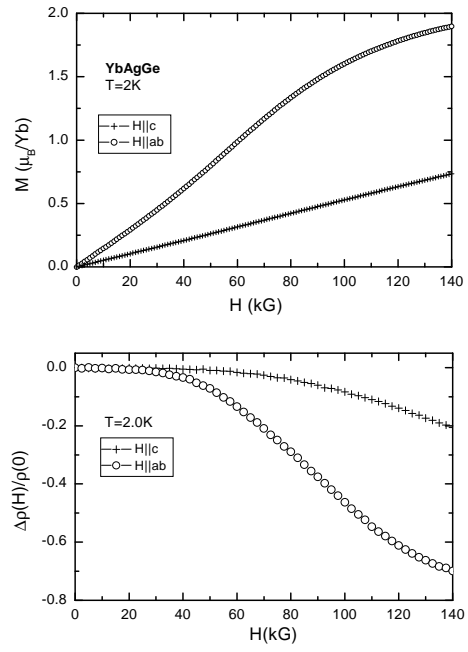 2.0
1.5
1.0
0.5
0.0
M (μB/Yb)
YbAgGe
T=2K
H||c
H||ab
0 20 40 60 80 100 120 140
H (kG)
0.0
-0.2
-0.4
-0.6
-0.8
Δρ(H)/ρ(0)
T=2.0K
H||c
H||ab
0 20 40 60 80 100 120 140
H(kG)